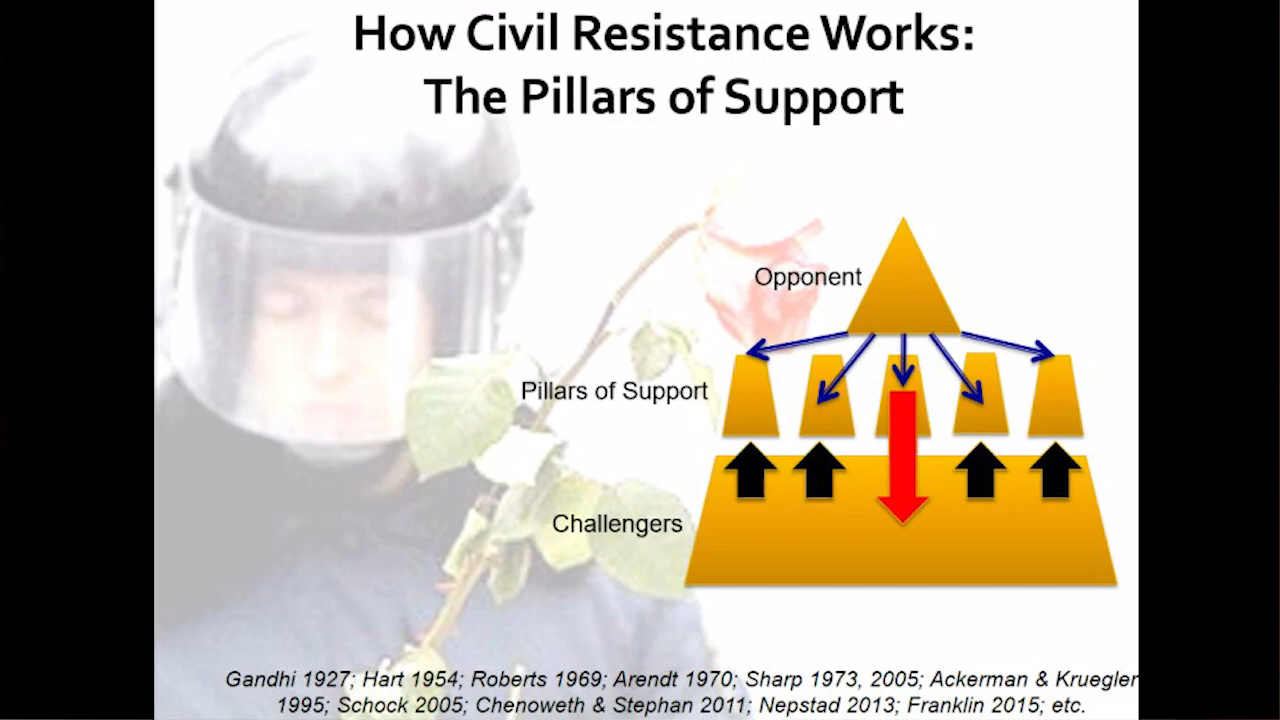 How Civil Resistance Works:
The Pillars of Support
Opponent
Pillars of Support
Challengers
Gandhi 1927; Hart 1954; Roberts 1969; Arendt 1970; Sharp 1973, 2005; Ackerman & Kruegler
1995; Schock 2005; Chenoweth & Stephan 2011; Nepstad 2013; Franklin 2015; etc.